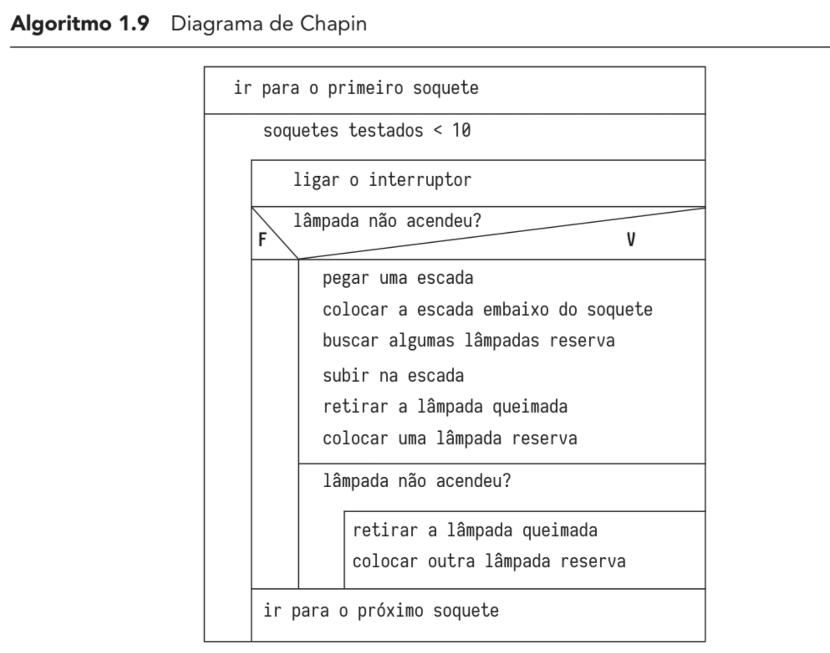 Algoritmo 1.9 Diagrama de Chapin
ir para o primeiro soquete
soquetes testados < 10
ligar o interruptor
lâmpada não acendeu?
F
V
pegar uma escada
colocar a escada embaixo do soquete
buscar algumas lâmpadas reserva
subir na escada
retirar a lâmpada queimada
colocar uma lâmpada reserva
lâmpada não acendeu?
retirar a lâmpada queimada
colocar outra lâmpada reserva
ir para o próximo soquete